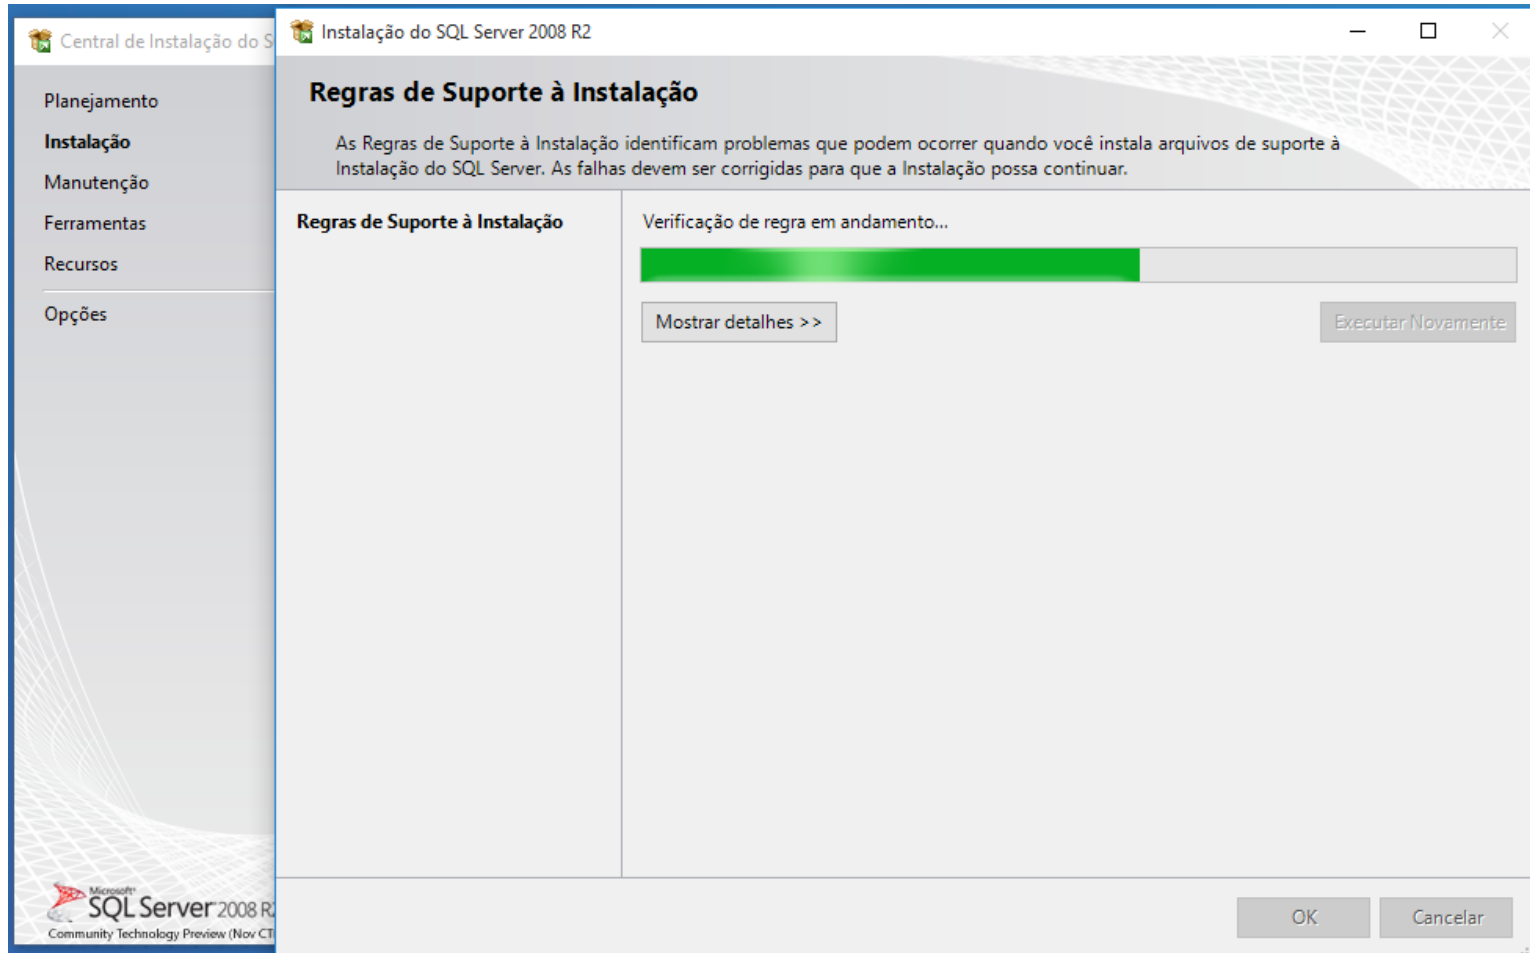 Central de Instalação do S
Planejamento
Instalação
Manutenção
Ferramentas
Recursos
Opções
Microsoft
SQL Server 2008 R2
Community Technology Preview (Nov CT
Instalação do SQL Server 2008 R2
Regras de Suporte à Instalação
As Regras de Suporte à Instalação identificam problemas que podem ocorrer quando você instala arquivos de suporte à
Instalação do SQL Server. As falhas devem ser corrigidas para que a Instalação possa continuar.
Regras de Suporte à Instalação
Verificação de regra em andamento...
Mostrar detalhes >>
Executar Novamente
OK
Cancelar